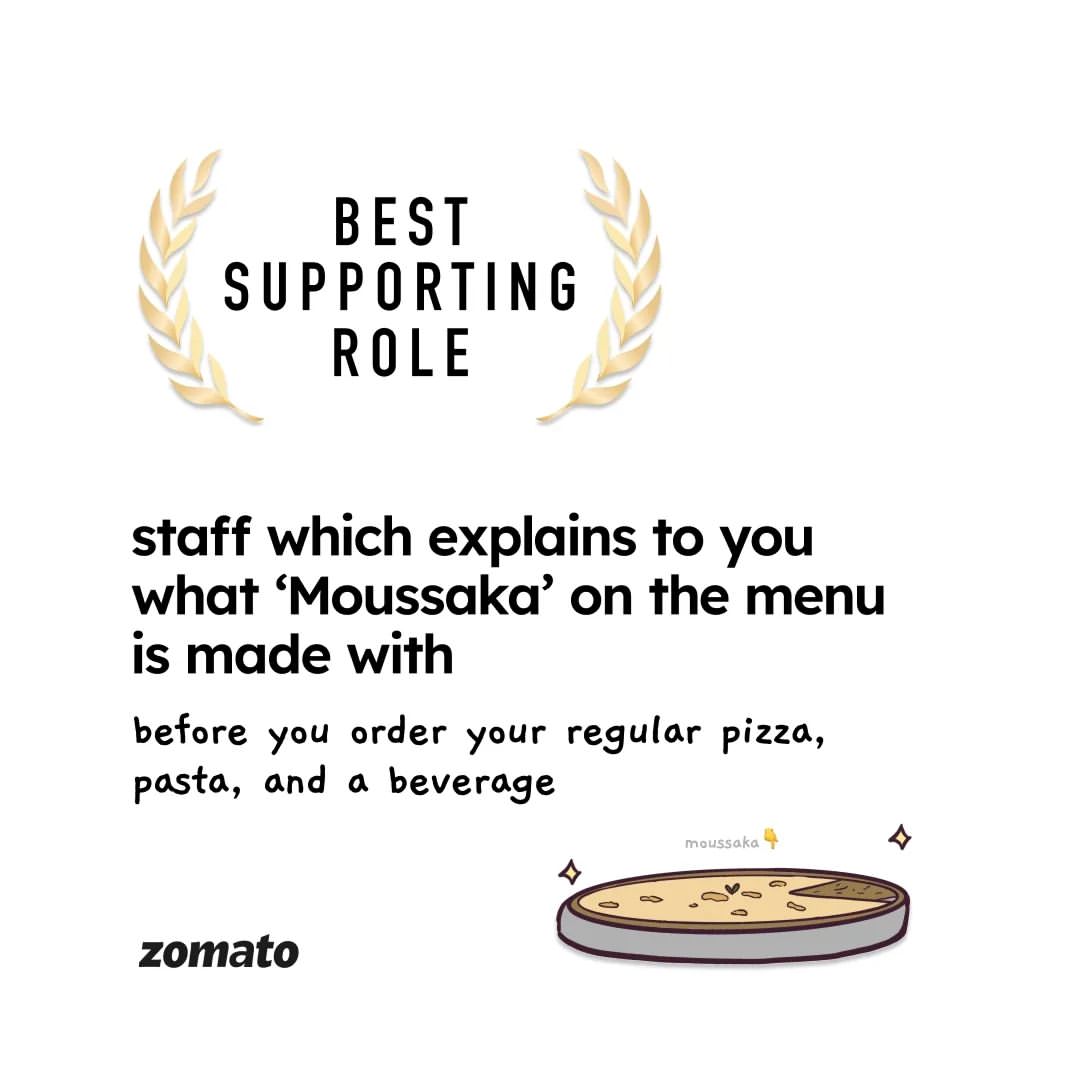 BEST
SUPPORTING
ROLE
staff which explains to you
what ‘Moussaka’ on the menu
is made with
before you order your regular pizza,
pasta, and a beverage
moussaka👇
zomato